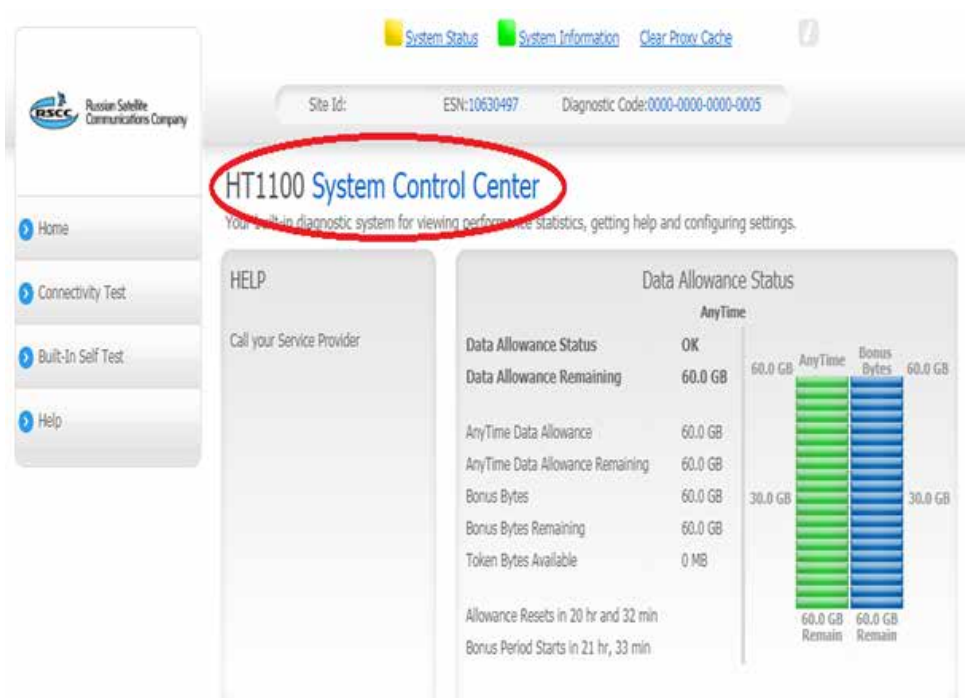 System Status System Information Clear Proxy Cache
RSCC Russian Satellite
Communications Company
Site Id: ESN:10630497 Diagnostic Code:0000-0000-0000-0005
HT1100 System Control Center
Your built-in diagnostic system for viewing performance statistics, getting help and configuring settings.
Home
Connectivity Test
Built-In Self Test
Help
HELP
Call your Service Provider
Data Allowance Status
AnyTime
Data Allowance Status OK
Data Allowance Remaining 60.0 GB
AnyTime Data Allowance 60.0 GB
AnyTime Data Allowance Remaining 60.0 GB
Bonus Bytes 60.0 GB
Bonus Bytes Remaining 60.0 GB
Token Bytes Available 0 MB
Allowance Resets in 20 hr and 32 min
Bonus Period Starts in 21 hr, 33 min
60.0 GB AnyTime Bonus
Bytes 60.0 GB
30.0 GB 30.0 GB
60.0 GB 60.0 GB
Remain Remain